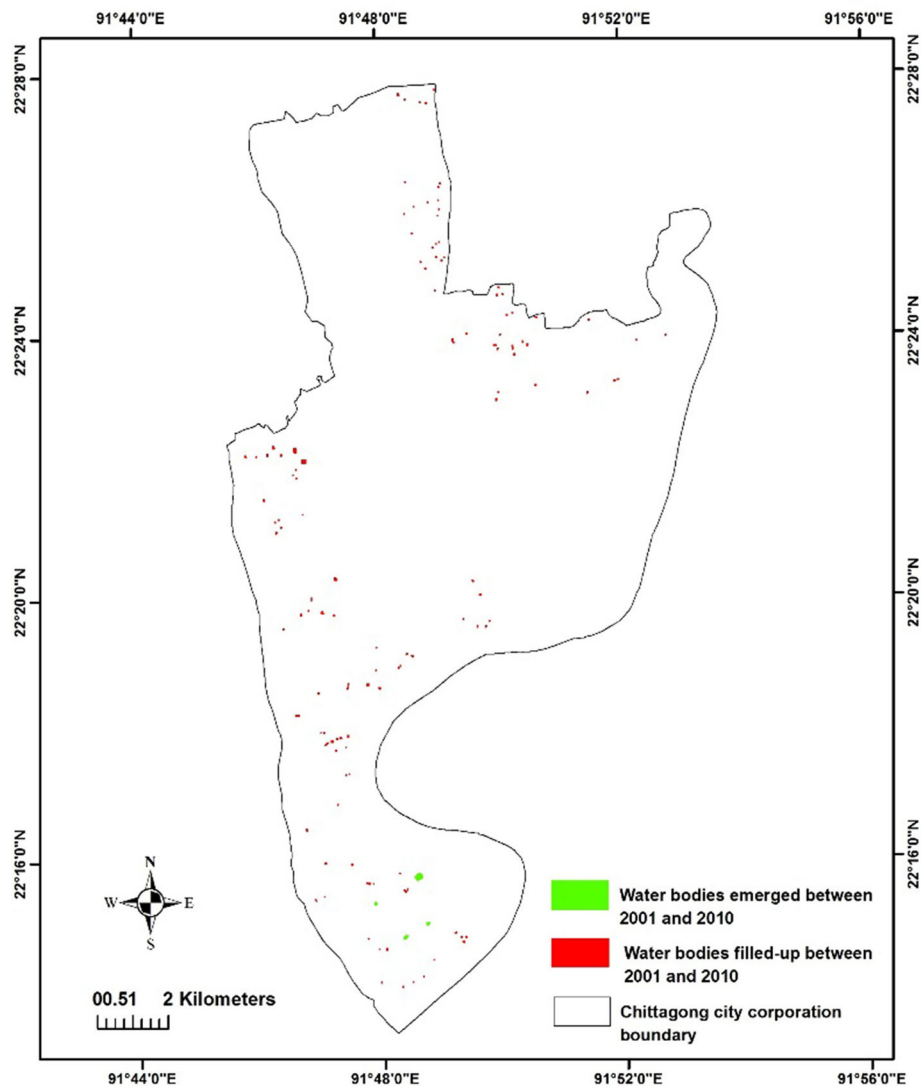 91°44'0"E 91°48'0"E 91°52'0"E 91°56'0"E
22°28'0"N 22°28'0"N
22°24'0"N 22°24'0"N
22°20'0"N 22°20'0"N
22°16'0"N 22°16'0"N
N
W E
S
00.51 2 Kilometers
Water bodies emerged between
2001 and 2010
Water bodies filled-up between
2001 and 2010
Chittagong city corporation
boundary
91°44'0"E 91°48'0"E 91°52'0"E 91°56'0"E